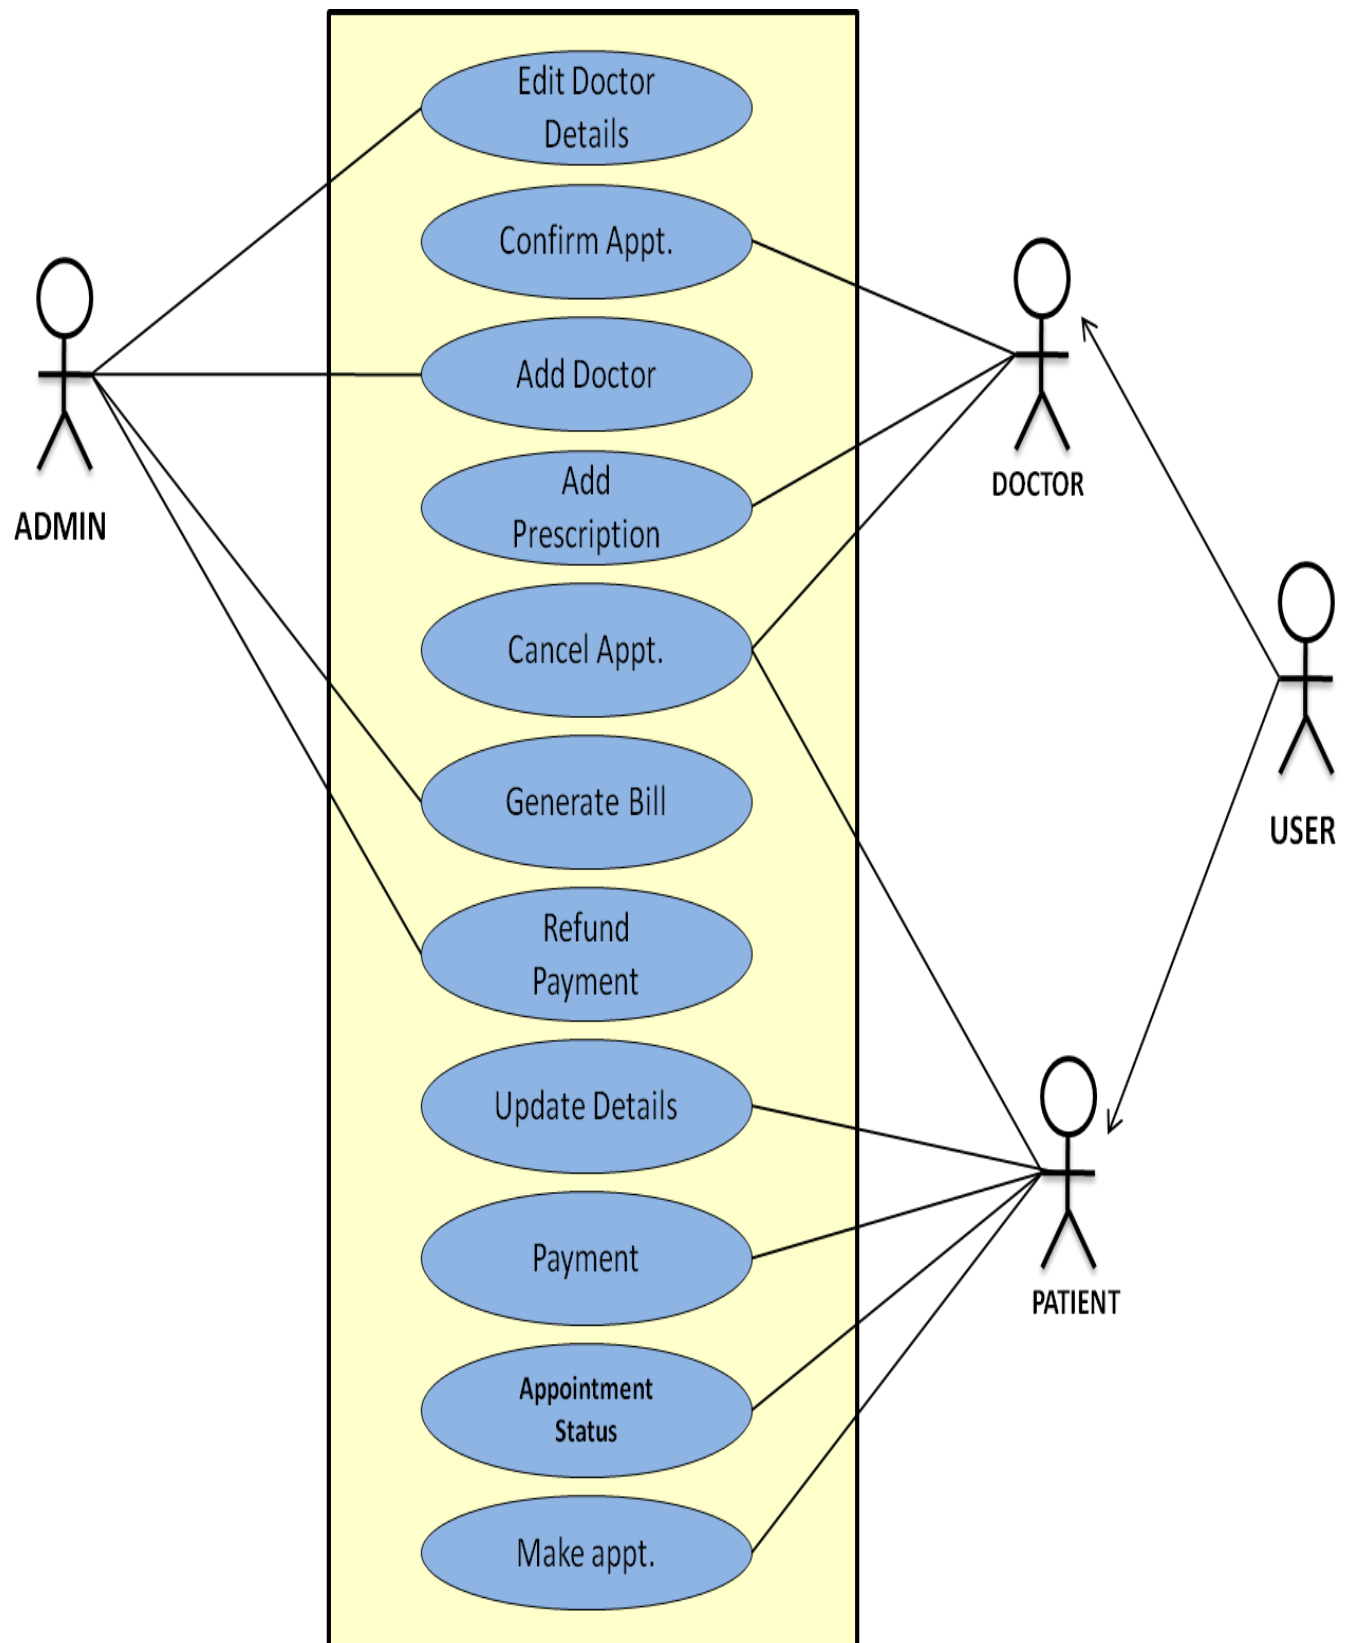 Edit Doctor
Details
Confirm Appt.
Add Doctor
Add
Prescription
Cancel Appt.
Generate Bill
Refund
Payment
Update Details
Payment
Appointment
Status
Make appt.
ADMIN
DOCTOR
USER
PATIENT